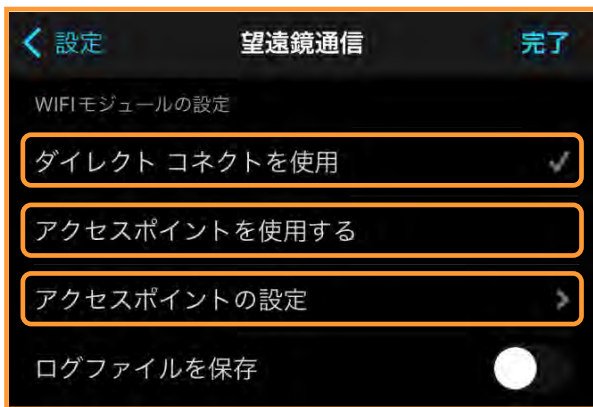 設定 望遠鏡通信 完了
WIFIモジュールの設定
ダイレクト コネクトを使用
アクセスポイントを使用する
アクセスポイントの設定
ログファイルを保存